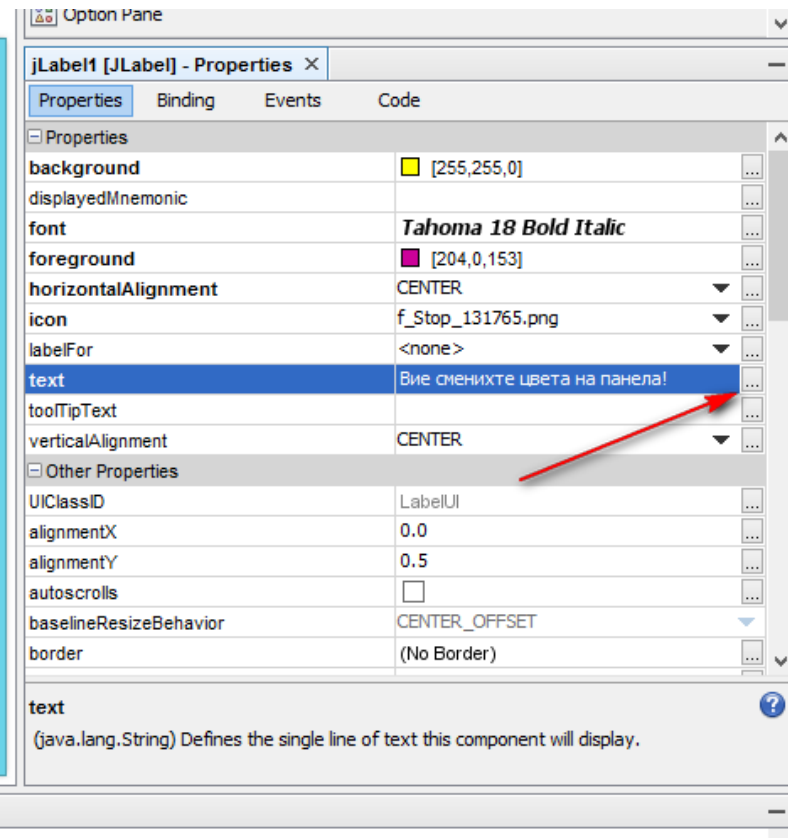 Option Pane
jLabel1 [JLabel] - Properties ×
Properties Binding Events Code
Properties
background [255,255,0] ...
displayedMnemonic ...
font Tahoma 18 Bold Italic ...
foreground [204,0,153] ...
horizontalAlignment CENTER ...
icon f_Stop_131765.png ...
labelFor <none> ...
text Вие сменихте цвета на панела! ...
toolTipText ...
verticalAlignment CENTER ...
Other Properties
UIClassID LabelUI ...
alignmentX 0.0 ...
alignmentY 0.5 ...
autoscrolls ...
baselineResizeBehavior CENTER_OFFSET
border (No Border) ...
text
(java.lang.String) Defines the single line of text this component will display.